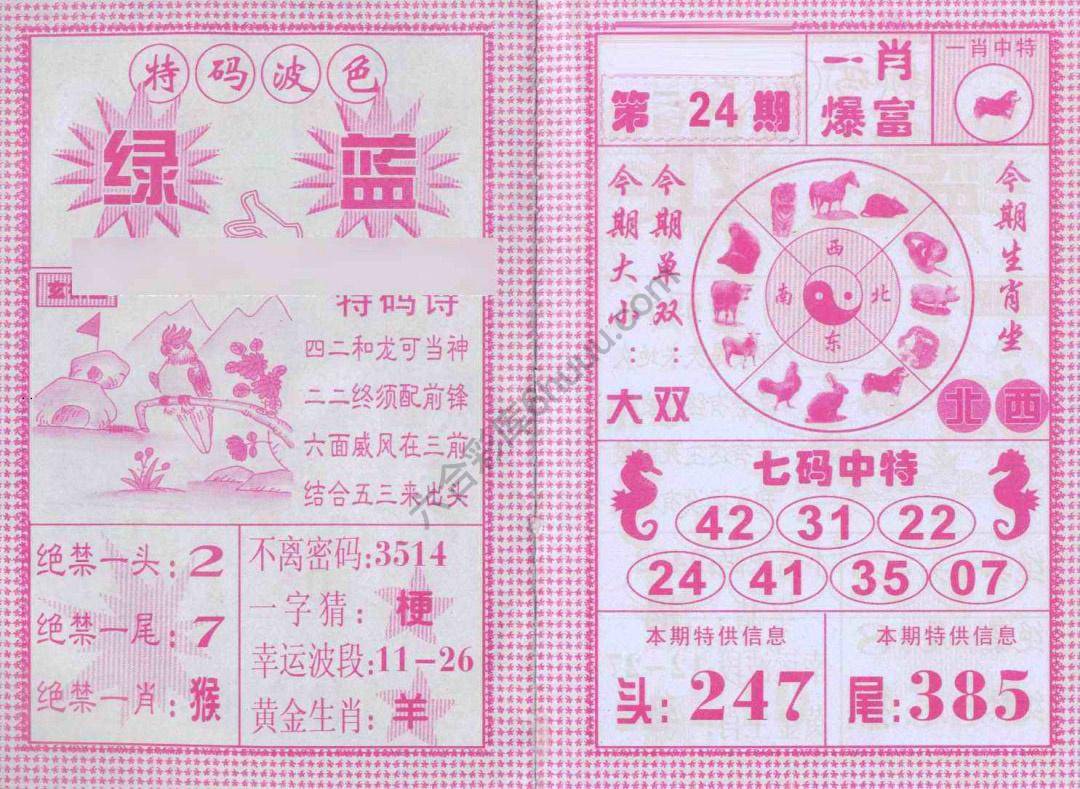 特码波色
绿 蓝
特码诗
四二和龙可当神
二二终须配前锋
六面威风在三前
结合五三来出头
绝禁一头:2
绝禁一尾:7
绝禁一肖:猴
不离密码:3514
一字猜:梗
幸运波段:11-26
黄金生肖:羊
第24期
一肖
爆富
一肖中特
今期大小:大
今期单双:双
西
南 北
东
今期生肖坐
北西
七码中特
42 31 22
24 41 35 07
本期特供信息
头:247
本期特供信息
尾:385